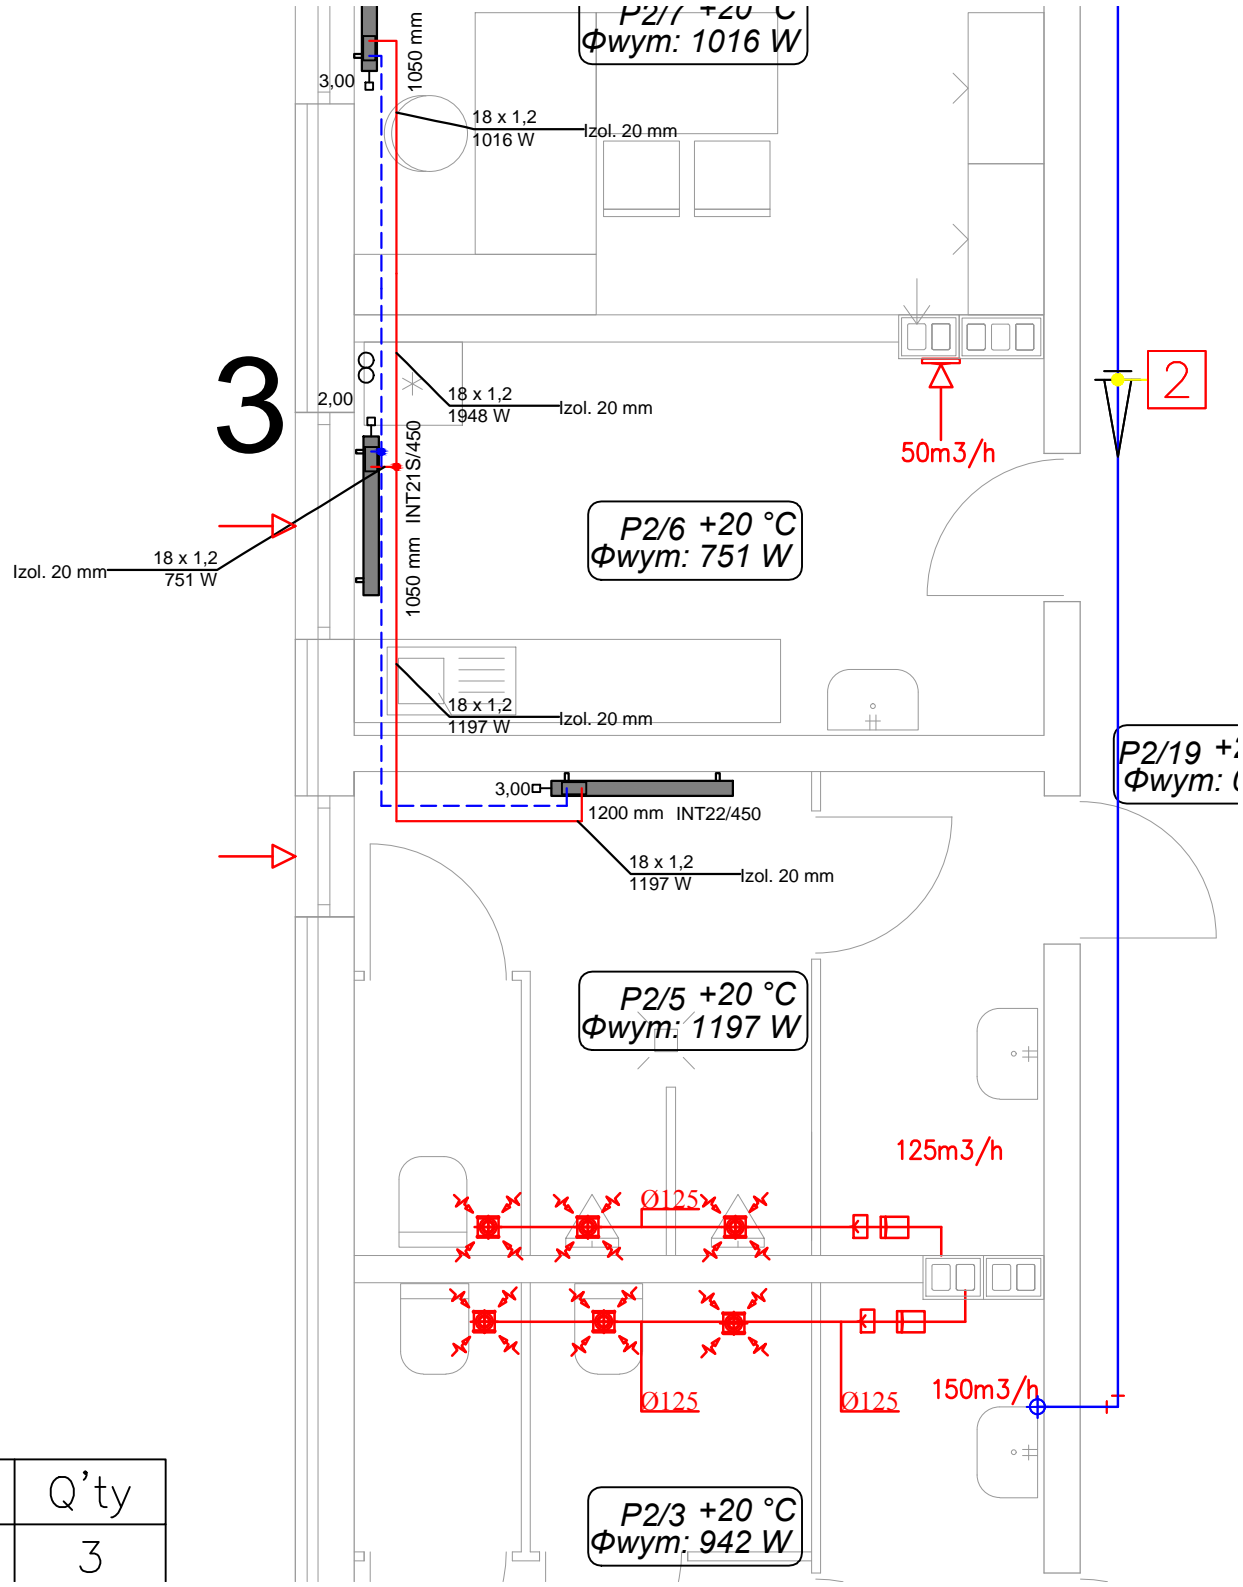 P2/7 +20 °C
Φwym: 1016 W
1050 mm
3,00
18 x 1,2
1016 W
Izol. 20 mm
3
2,00
18 x 1,2
1948 W
Izol. 20 mm
2
50m3/h
1050 mm INT21S/450
P2/6 +20 °C
Φwym: 751 W
Izol. 20 mm
18 x 1,2
751 W
18 x 1,2
1197 W
Izol. 20 mm
P2/19
Φwym:
3,00
1200 mm INT22/450
18 x 1,2
1197 W
Izol. 20 mm
P2/5 +20 °C
Φwym: 1197 W
125m3/h
Ø125
Ø125
Ø125
150m3/h
Q'ty
3
P2/3 +20 °C
Φwym: 942 W